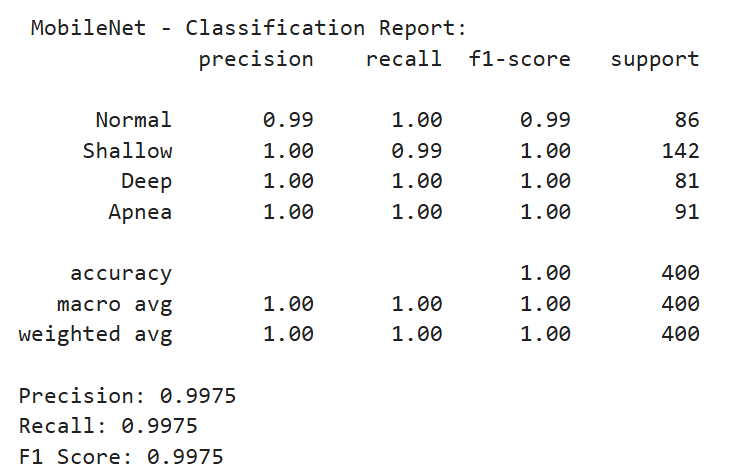 MobileNet - Classification Report:
precision recall f1-score support
Normal 0.99 1.00 0.99 86
Shallow 1.00 0.99 1.00 142
Deep 1.00 1.00 1.00 81
Apnea 1.00 1.00 1.00 91
accuracy 1.00 400
macro avg 1.00 1.00 1.00 400
weighted avg 1.00 1.00 1.00 400
Precision: 0.9975
Recall: 0.9975
F1 Score: 0.9975